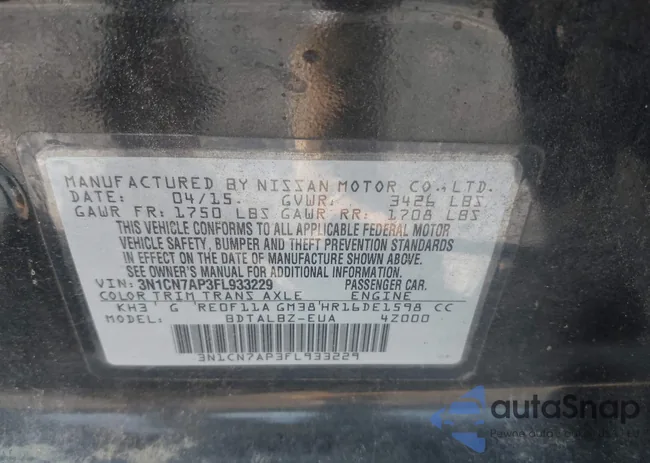 MANUFACTURED BY NISSAN MOTOR CO.,LTD.
DATE: 04/15. GVWR: 3426 LBS
GAWR FR: 1750 LBS GAWR RR: 1708 LBS
THIS VEHICLE CONFORMS TO ALL APPLICABLE FEDERAL MOTOR
VEHICLE SAFETY, BUMPER AND THEFT PREVENTION STANDARDS
IN EFFECT ON THE DATE OF MANUFACTURE SHOWN ABOVE.
SEE OWNER'S MANUAL FOR ADDITIONAL INFORMATION
VIN: 3N1CN7AP3FL933229 PASSENGER CAR.
COLOR TRIM TRANS AXLE ENGINE
KH3 G RE0F11A GM38 HR16DE1598 CC
MODEL: BDTALBZ-EUA 4Z000
3N1CN7AP3FL933229
autoSnap